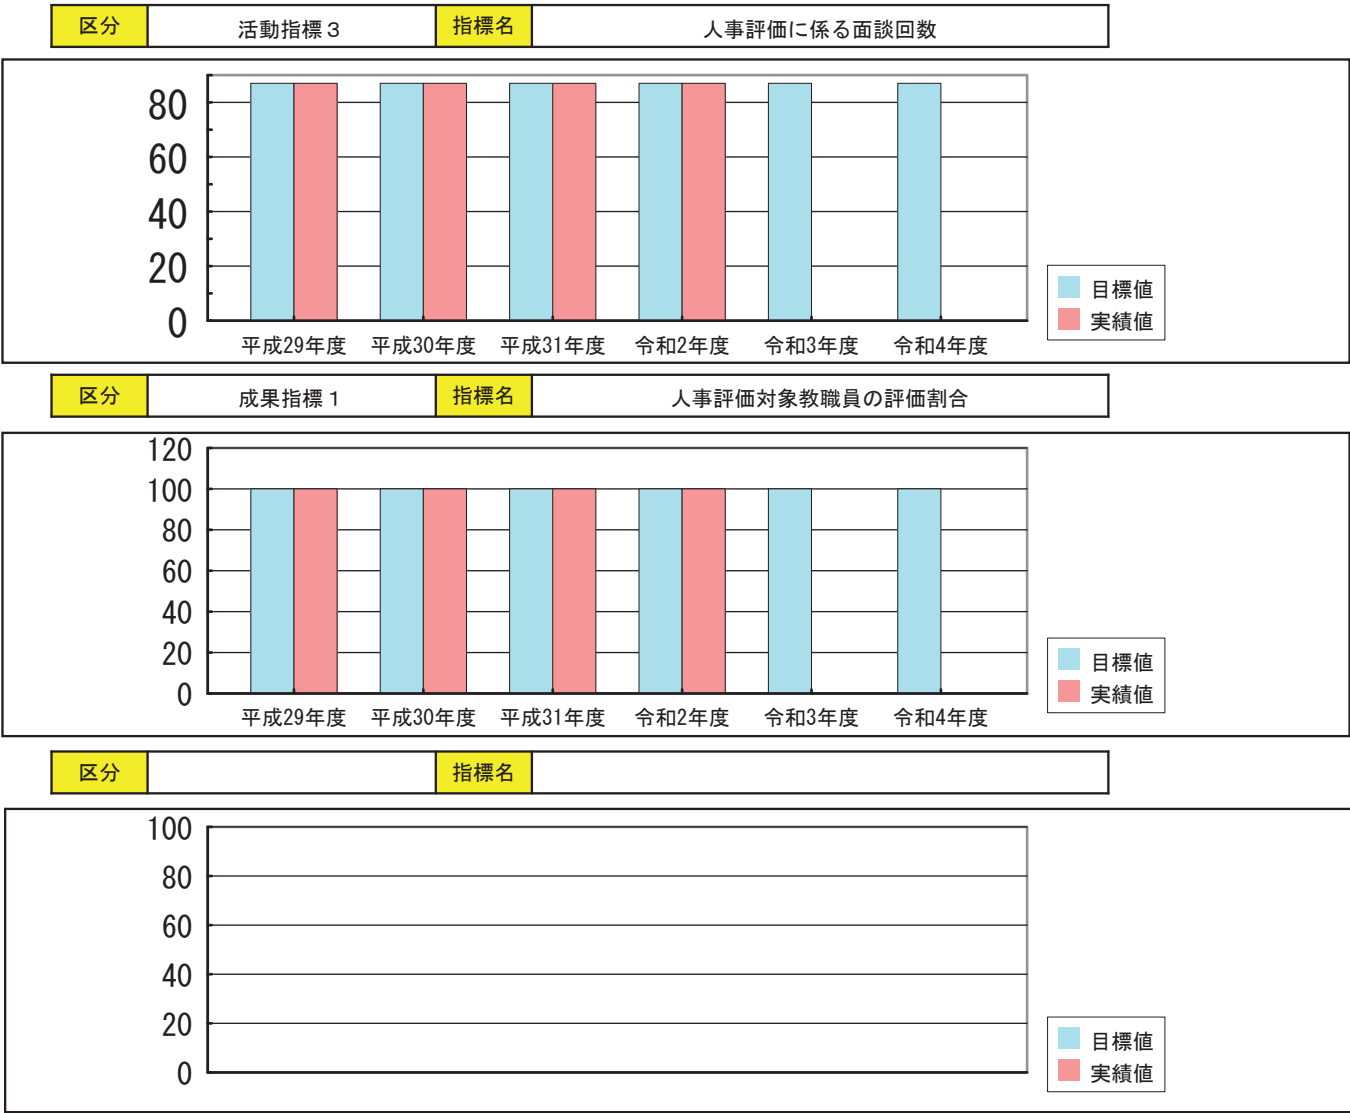 区分 活動指標３ 指標名 人事評価に係る面談回数
80
60
40
20
0
平成29年度 平成30年度 平成31年度 令和2年度 令和3年度 令和4年度
目標値
実績値
区分 成果指標１ 指標名 人事評価対象教職員の評価割合
120
100
80
60
40
20
0
平成29年度 平成30年度 平成31年度 令和2年度 令和3年度 令和4年度
目標値
実績値
区分 指標名
100
80
60
40
20
0
目標値
実績値